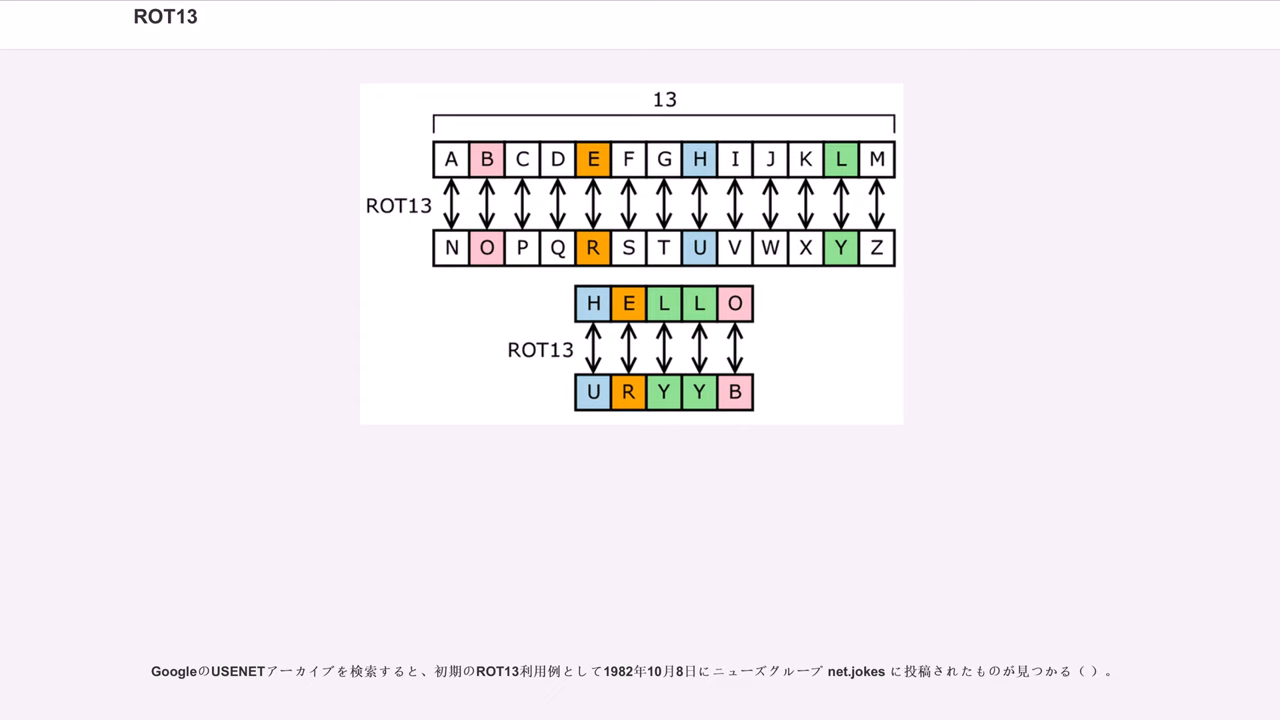 ROT13
13
A B C D E F G H I J K L M
ROT13
N O P Q R S T U V W X Y Z
H E L L O
ROT13
U R Y Y B
GoogleのUSENETアーカイブを検索すると、初期のROT13利用例として1982年10月8日にニューズグループ net.jokes に投稿されたものが見つかる（ ）。